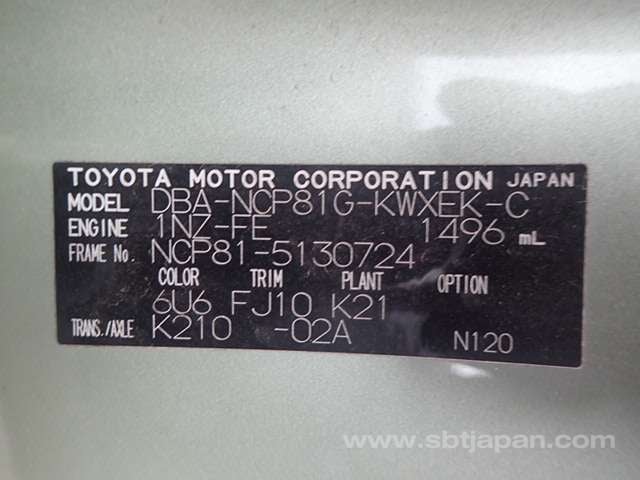 TOYOTA MOTOR CORPORATION JAPAN
MODEL DBA-NCP81G-KWXEK-C
ENGINE 1NZ-FE 1496 mL
FRAME No. NCP81-5130724
COLOR TRIM PLANT OPTION
6U6 FJ10 K21
TRANS./AXLE K210 -02A N120
www.sbtjapan.com